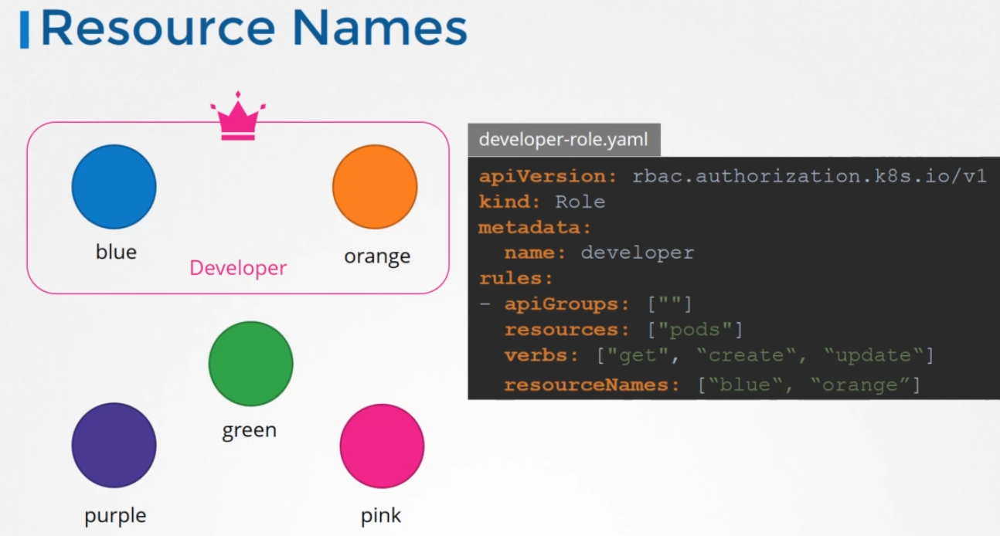 Resource Names
blue
orange
Developer
green
purple
pink
developer-role.yaml
apiVersion: rbac.authorization.k8s.io/v1
kind: Role
metadata:
  name: developer
rules:
- apiGroups: [""]
  resources: ["pods"]
  verbs: ["get", “create“, “update“]
  resourceNames: [“blue“, “orange”]